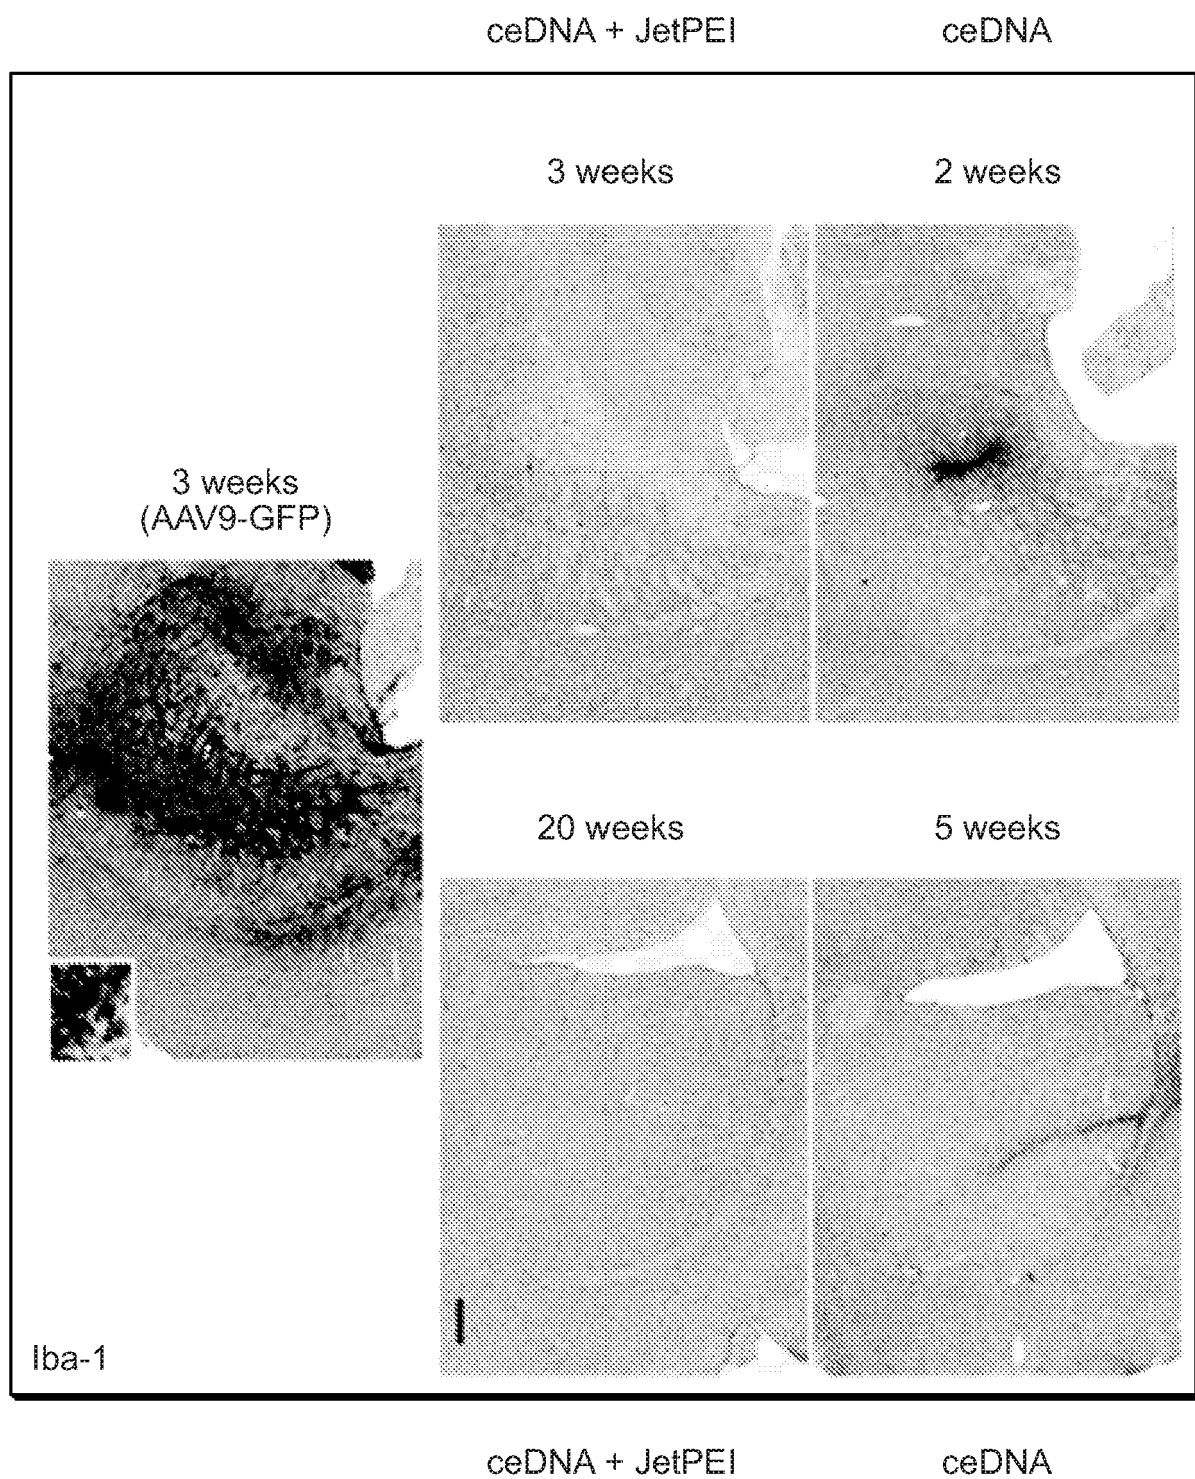 ceDNA + JetPEI
ceDNA
3 weeks
2 weeks
3 weeks
(AAV9-GFP)
20 weeks
5 weeks
Iba-1
ceDNA + JetPEI
ceDNA